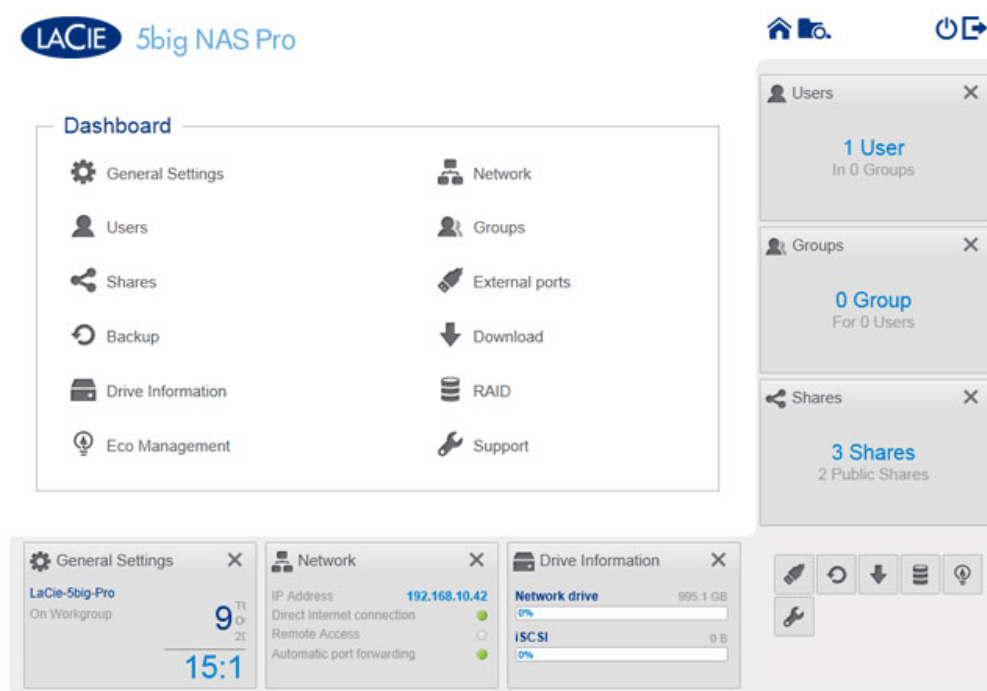 LACIE 5big NAS Pro
Dashboard
General Settings
Network
Users
Groups
Shares
External ports
Backup
Download
Drive Information
RAID
Eco Management
Support
Users
1 User
In 0 Groups
Groups
0 Group
For 0 Users
Shares
3 Shares
2 Public Shares
General Settings
LaCie-5big-Pro
On Workgroup
9
15:1
Network
IP Address 192.168.10.42
Direct Internet connection
Remote Access
Automatic port forwarding
Drive Information
Network drive 995.1 GB
0%
iSCSI 0 B
0%